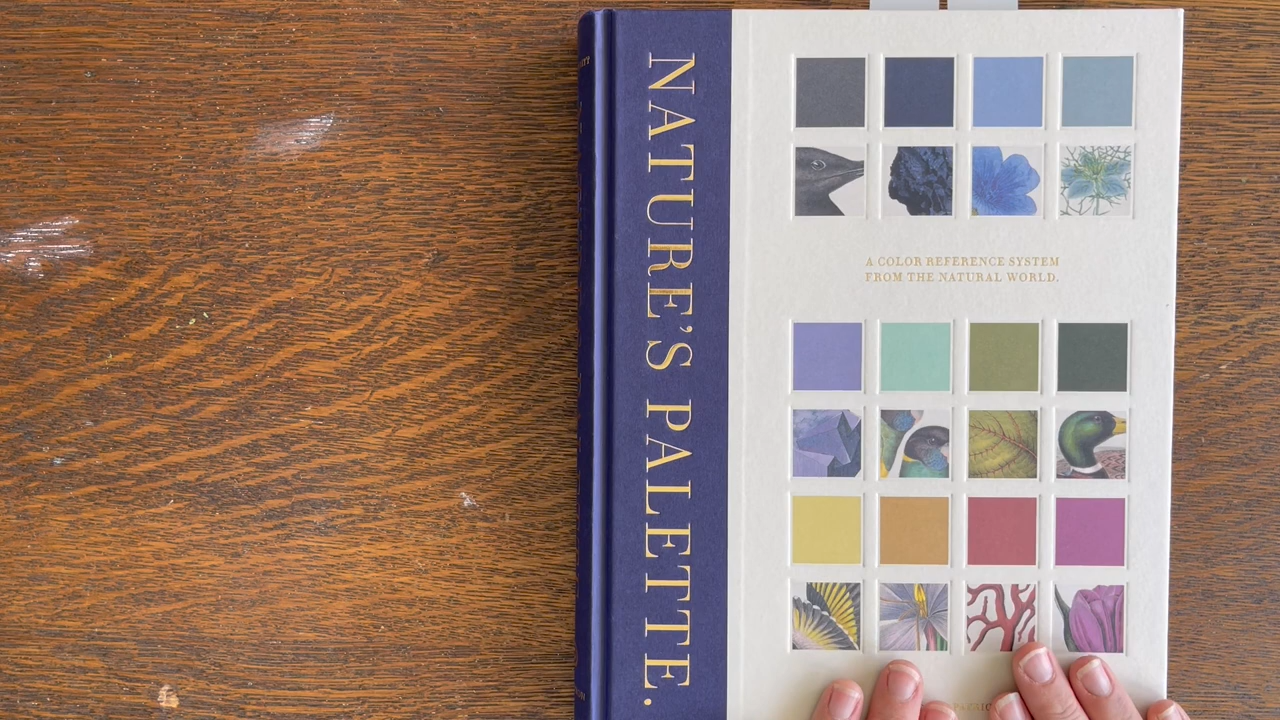 NATURE'S PALETTE.
A COLOR REFERENCE SYSTEM
FROM THE NATURAL WORLD.